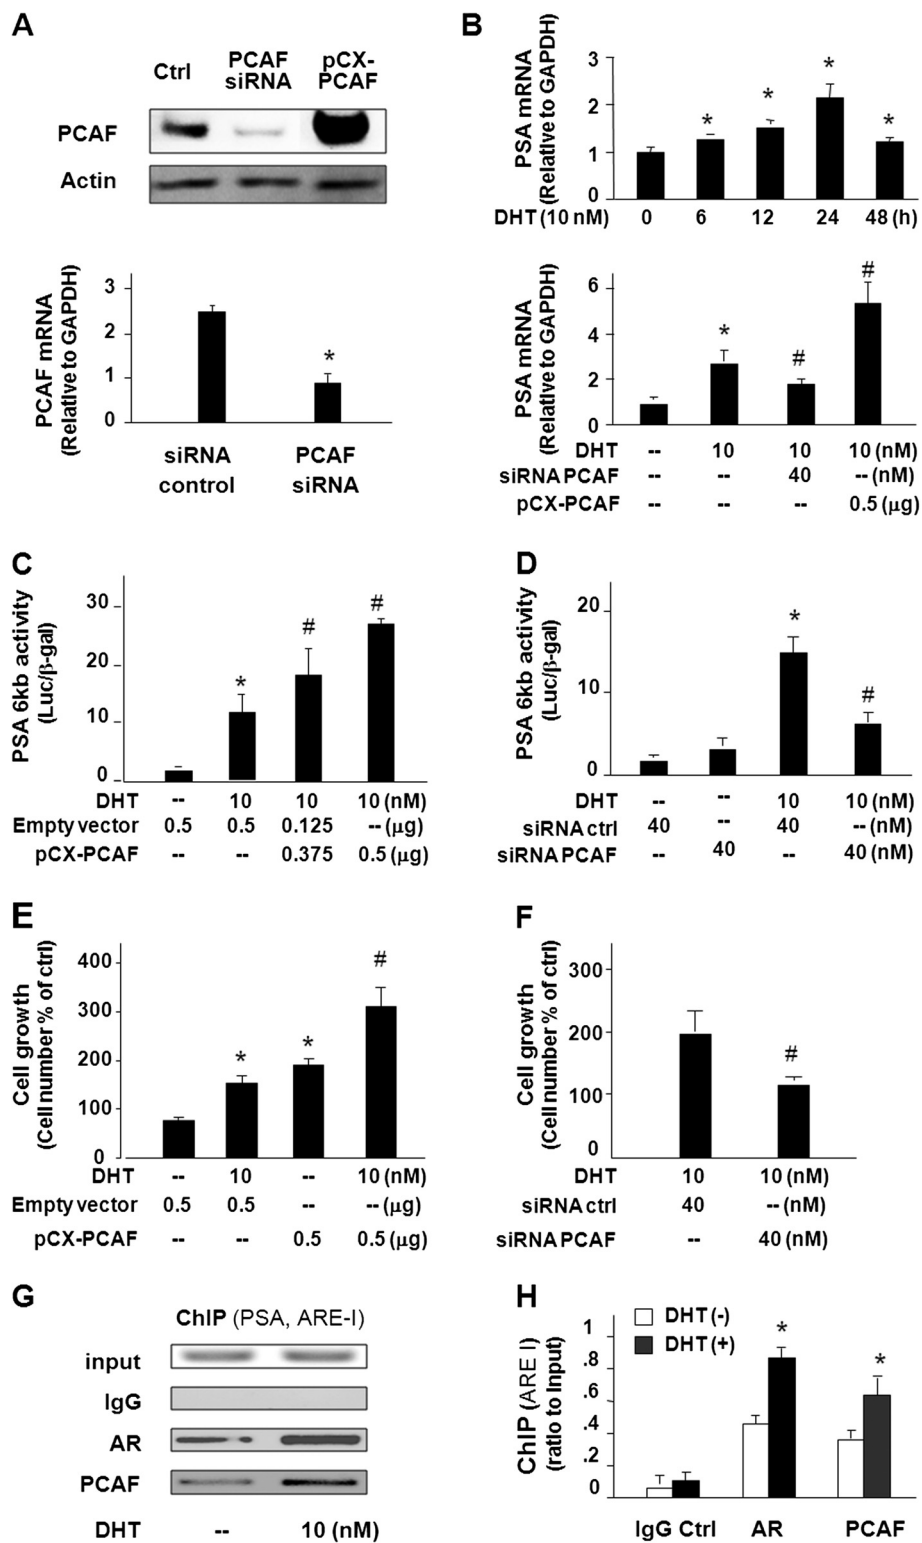 A
Ctrl
PCAF
siRNA
pCX-
PCAF
PCAF
Actin
PCAF mRNA
(Relative to GAPDH)
3
2
1
0
*
siRNA
control
PCAF
siRNA
B
PSA mRNA
(Relative to GAPDH)
3
2
1
0
* * * *
DHT (10 nM) 0 6 12 24 48 (h)
PSA mRNA
(Relative to GAPDH)
6
4
2
0
* # #
DHT -- 10 10 10 (nM)
siRNA PCAF -- -- 40 -- (nM)
pCX-PCAF -- -- -- 0.5 (μg)
C
PSA 6kb activity
(Luc/β-gal)
30
20
10
0
* # #
DHT -- 10 10 10 (nM)
Empty vector 0.5 0.5 0.125 -- (μg)
pCX-PCAF -- -- 0.375 0.5 (μg)
D
PSA 6kb activity
(Luc/β-gal)
20
10
0
* #
DHT -- -- 10 10 (nM)
siRNA ctrl 40 -- 40 -- (nM)
siRNA PCAF -- 40 -- 40 (nM)
E
Cell growth
(Cell number % of ctrl)
400
300
200
100
0
* * #
DHT -- 10 -- 10 (nM)
Empty vector 0.5 0.5 -- -- (μg)
pCX-PCAF -- -- 0.5 0.5 (μg)
F
Cell growth
(Cell number % of ctrl)
300
200
100
0
#
DHT 10 10 (nM)
siRNA ctrl 40 -- (nM)
siRNA PCAF -- 40 (nM)
G
ChIP (PSA, ARE-I)
input
IgG
AR
PCAF
DHT -- 10 (nM)
H
ChIP (ARE I)
(ratio to Input)
1
.8
.6
.4
.2
0
DHT (-)
DHT (+)
* *
IgG Ctrl AR PCAF